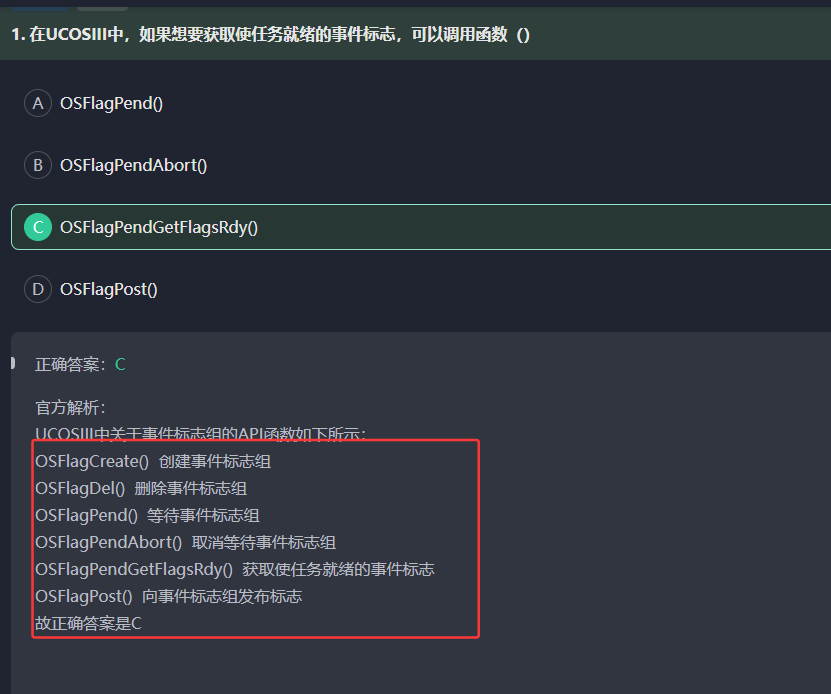 1. 在UCOSIII中，如果想要获取使任务就绪的事件标志，可以调用函数（）
A OSFlagPend()
B OSFlagPendAbort()
C OSFlagPendGetFlagsRdy()
D OSFlagPost()
正确答案：C
官方解析：
UCOSIII中关于事件标志组的API函数如下所示：
OSFlagCreate() 创建事件标志组
OSFlagDel() 删除事件标志组
OSFlagPend() 等待事件标志组
OSFlagPendAbort() 取消等待事件标志组
OSFlagPendGetFlagsRdy() 获取使任务就绪的事件标志
OSFlagPost() 向事件标志组发布标志
故正确答案是C